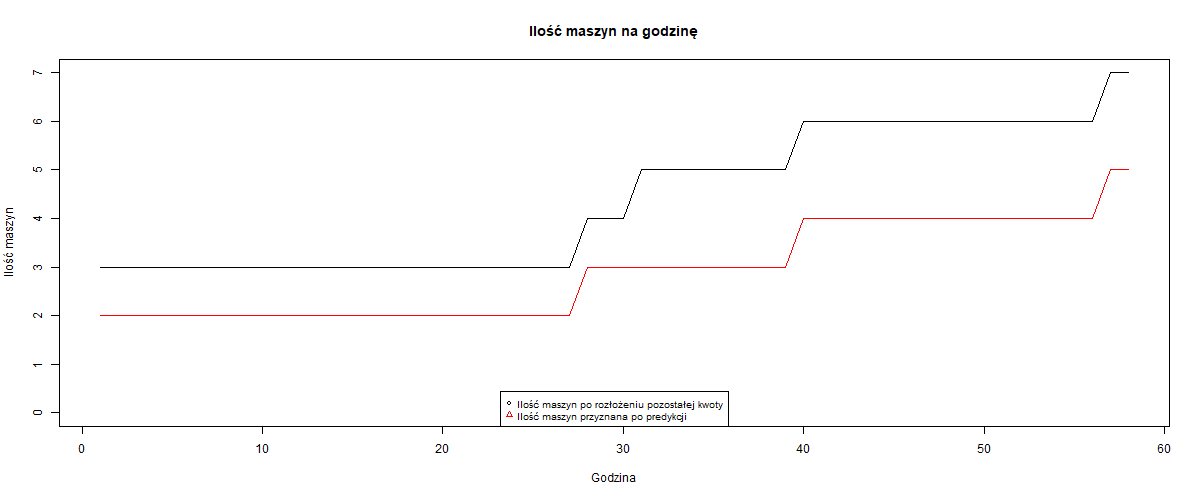 Ilość maszyn na godzinę
Ilość maszyn
7
6
5
4
3
2
1
0
Ilość maszyn po rozłożeniu pozostałej kwoty
Ilość maszyn przyznana po predykcji
0 10 20 30 40 50 60
Godzina